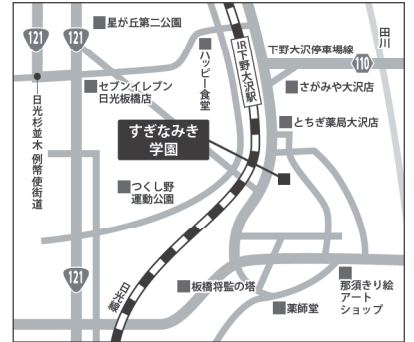 121
121
星が丘第二公園
ハッピー食堂
JR下野大沢駅
下野大沢停車場線
110
田川
セブンイレブン
日光板橋店
さがみや大沢店
とちぎ薬局大沢店
すぎなみき
学園
日光杉並木 例幣使街道
つくし野
運動公園
121
日光線
板橋将監の塔
薬師堂
那須きり絵
アート
ショップ